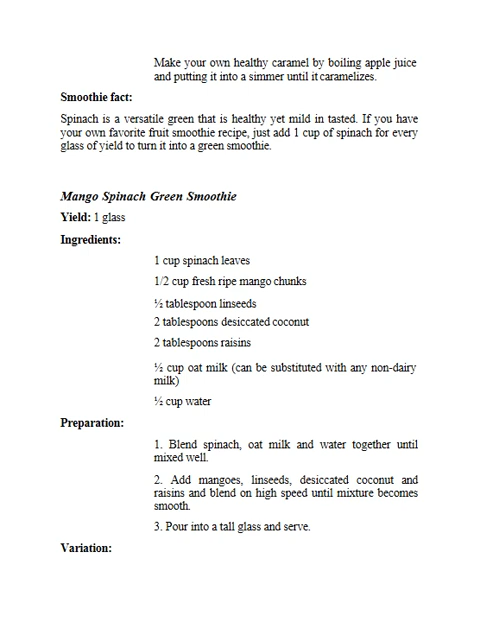 Make your own healthy caramel by boiling apple juice
and putting it into a simmer until it caramelizes.
Smoothie fact:
Spinach is a versatile green that is healthy yet mild in tasted. If you have
your own favorite fruit smoothie recipe, just add 1 cup of spinach for every
glass of yield to turn it into a green smoothie.
Mango Spinach Green Smoothie
Yield: 1 glass
Ingredients:
1 cup spinach leaves
1/2 cup fresh ripe mango chunks
½ tablespoon linseeds
2 tablespoons desiccated coconut
2 tablespoons raisins
½ cup oat milk (can be substituted with any non-dairy
milk)
½ cup water
Preparation:
1. Blend spinach, oat milk and water together until
mixed well.
2. Add mangoes, linseeds, desiccated coconut and
raisins and blend on high speed until mixture becomes
smooth.
3. Pour into a tall glass and serve.
Variation: